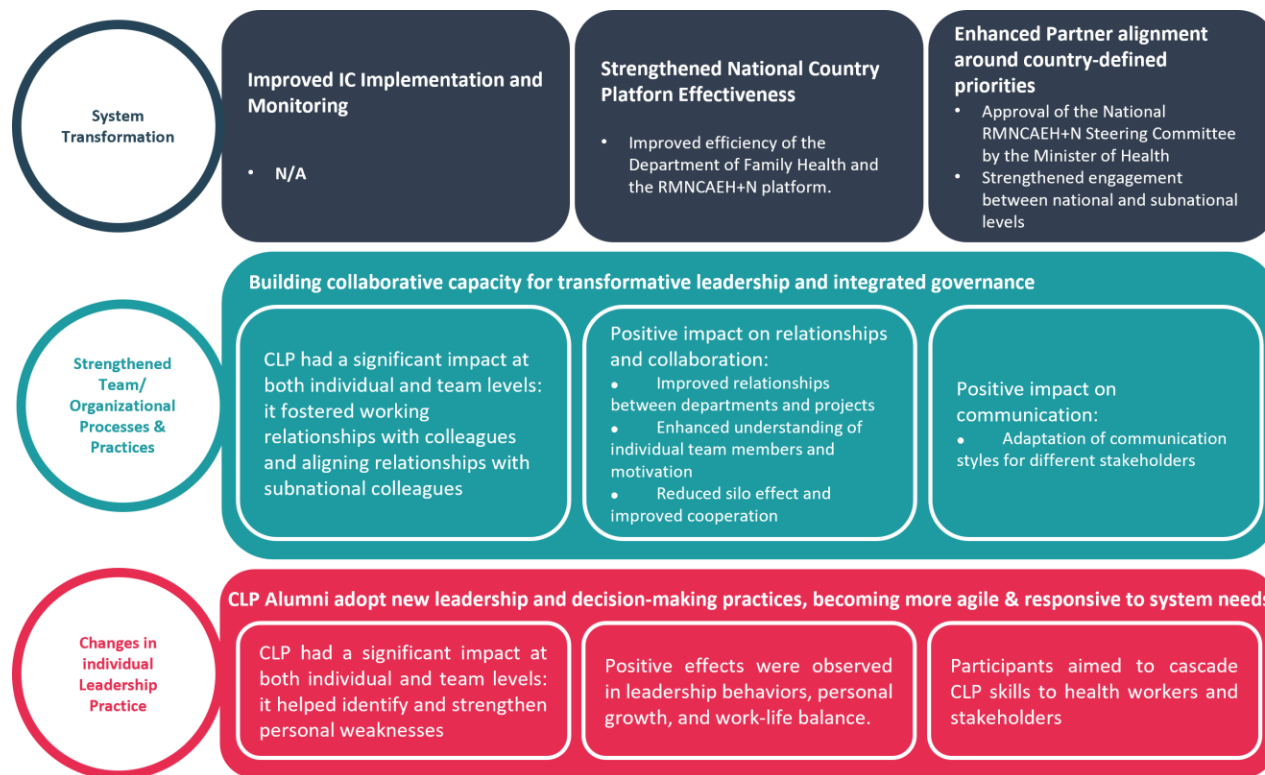 System
Transformation
Improved IC Implementation and
Monitoring
• N/A
Strengthened National Country
Platforn Effectiveness
• Improved efficiency of the
Department of Family Health and
the RMNCAEH+N platform.
Enhanced Partner alignment
around country-defined
priorities
• Approval of the National
RMNCAEH+N Steering Committee
by the Minister of Health
• Strengthened engagement
between national and subnational
levels
Strengthened
Team/
Organizational
Processes &
Practices
Building collaborative capacity for transformative leadership and integrated governance
CLP had a significant impact at
both individual and team levels:
it fostered working
relationships with colleagues
and aligning relationships with
subnational colleagues
Positive impact on relationships
and collaboration:
• Improved relationships
between departments and projects
• Enhanced understanding of
individual team members and
motivation
• Reduced silo effect and
improved cooperation
Positive impact on
communication:
• Adaptation of communication
styles for different stakeholders
Changes in
individual
Leadership
Practice
CLP Alumni adopt new leadership and decision-making practices, becoming more agile & responsive to system needs
CLP had a significant impact at
both individual and team levels:
it helped identify and strengthen
personal weaknesses
Positive effects were observed
in leadership behaviors, personal
growth, and work-life balance.
Participants aimed to cascade
CLP skills to health workers and
stakeholders